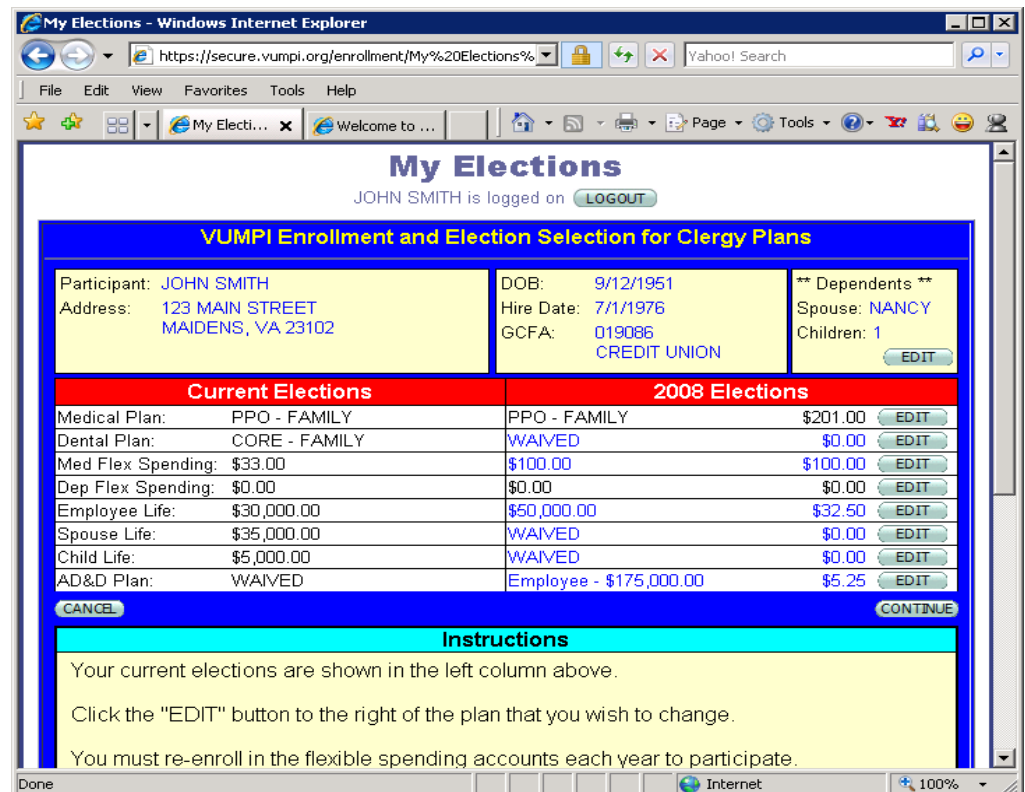 My Elections - Windows Internet Explorer
https://secure.vumpi.org/enrollment/My%20Elections% Yahoo! Search
File Edit View Favorites Tools Help
My Electi... Welcome to ... Page Tools
My Elections
JOHN SMITH is logged on LOGOUT
VUMPI Enrollment and Election Selection for Clergy Plans
Participant: JOHN SMITH DOB: 9/12/1951 ** Dependents **
Address: 123 MAIN STREET Hire Date: 7/1/1976 Spouse: NANCY
MAIDENS, VA 23102 GCFA: 019086 Children: 1
CREDIT UNION EDIT
Current Elections 2008 Elections
Medical Plan: PPO - FAMILY PPO - FAMILY $201.00 EDIT
Dental Plan: CORE - FAMILY WAIVED $0.00 EDIT
Med Flex Spending: $33.00 $100.00 $100.00 EDIT
Dep Flex Spending: $0.00 $0.00 $0.00 EDIT
Employee Life: $30,000.00 $50,000.00 $32.50 EDIT
Spouse Life: $35,000.00 WAIVED $0.00 EDIT
Child Life: $5,000.00 WAIVED $0.00 EDIT
AD&D Plan: WAIVED Employee - $175,000.00 $5.25 EDIT
CANCEL CONTINUE
Instructions
Your current elections are shown in the left column above.
Click the "EDIT" button to the right of the plan that you wish to change.
You must re-enroll in the flexible spending accounts each year to participate.
Done Internet 100%